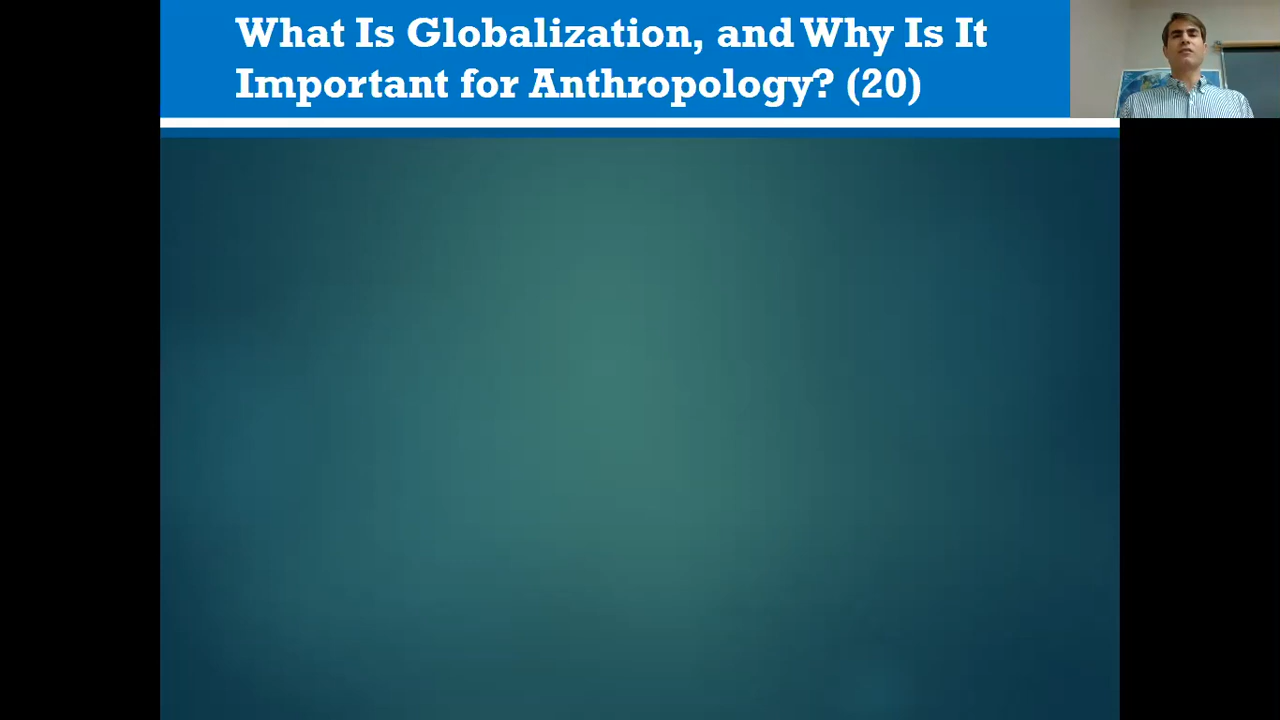 What Is Globalization, and Why Is It
Important for Anthropology? (20)